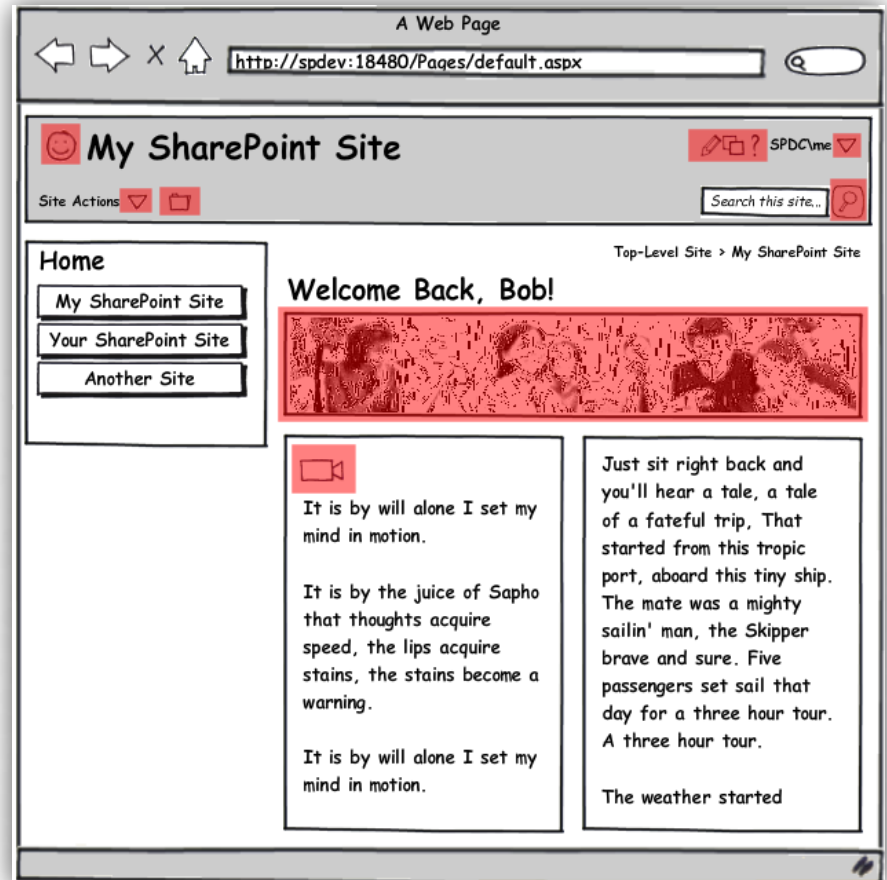 A Web Page
http://spdev:18480/Pages/default.aspx
My SharePoint Site
?
SPDC\me
Site Actions
Search this site...
Home
My SharePoint Site
Your SharePoint Site
Another Site
Top-Level Site > My SharePoint Site
Welcome Back, Bob!
It is by will alone I set my
mind in motion.
It is by the juice of Sapho
that thoughts acquire
speed, the lips acquire
stains, the stains become a
warning.
It is by will alone I set my
mind in motion.
Just sit right back and
you'll hear a tale, a tale
of a fateful trip, That
started from this tropic
port, aboard this tiny ship.
The mate was a mighty
sailin' man, the Skipper
brave and sure. Five
passengers set sail that
day for a three hour tour.
A three hour tour.
The weather started